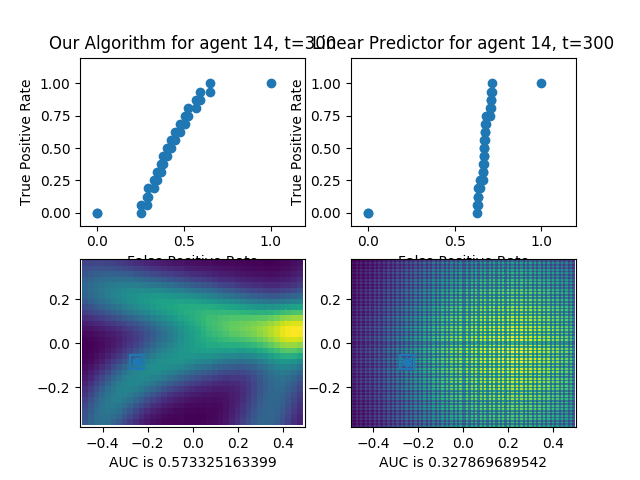 Our Algorithm for agent 14, t=300
Linear Predictor for agent 14, t=300
True Positive Rate
1.00
0.75
0.50
0.25
0.00
0.0 0.5 1.0
False Positive Rate
True Positive Rate
1.00
0.75
0.50
0.25
0.00
0.0 0.5 1.0
False Positive Rate
0.2
0.0
−0.2
−0.4 −0.2 0.0 0.2 0.4
AUC is 0.573325163399
0.2
0.0
−0.2
−0.4 −0.2 0.0 0.2 0.4
AUC is 0.327869689542